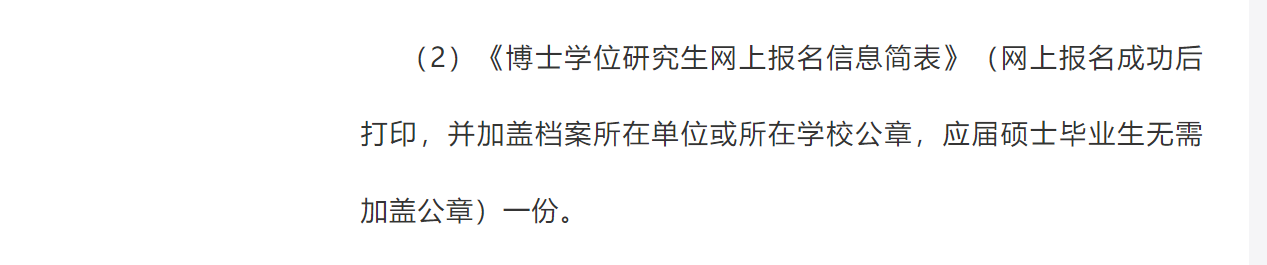 （2）《博士学位研究生网上报名信息简表》（网上报名成功后
打印，并加盖档案所在单位或所在学校公章，应届硕士毕业生无需
加盖公章）一份。